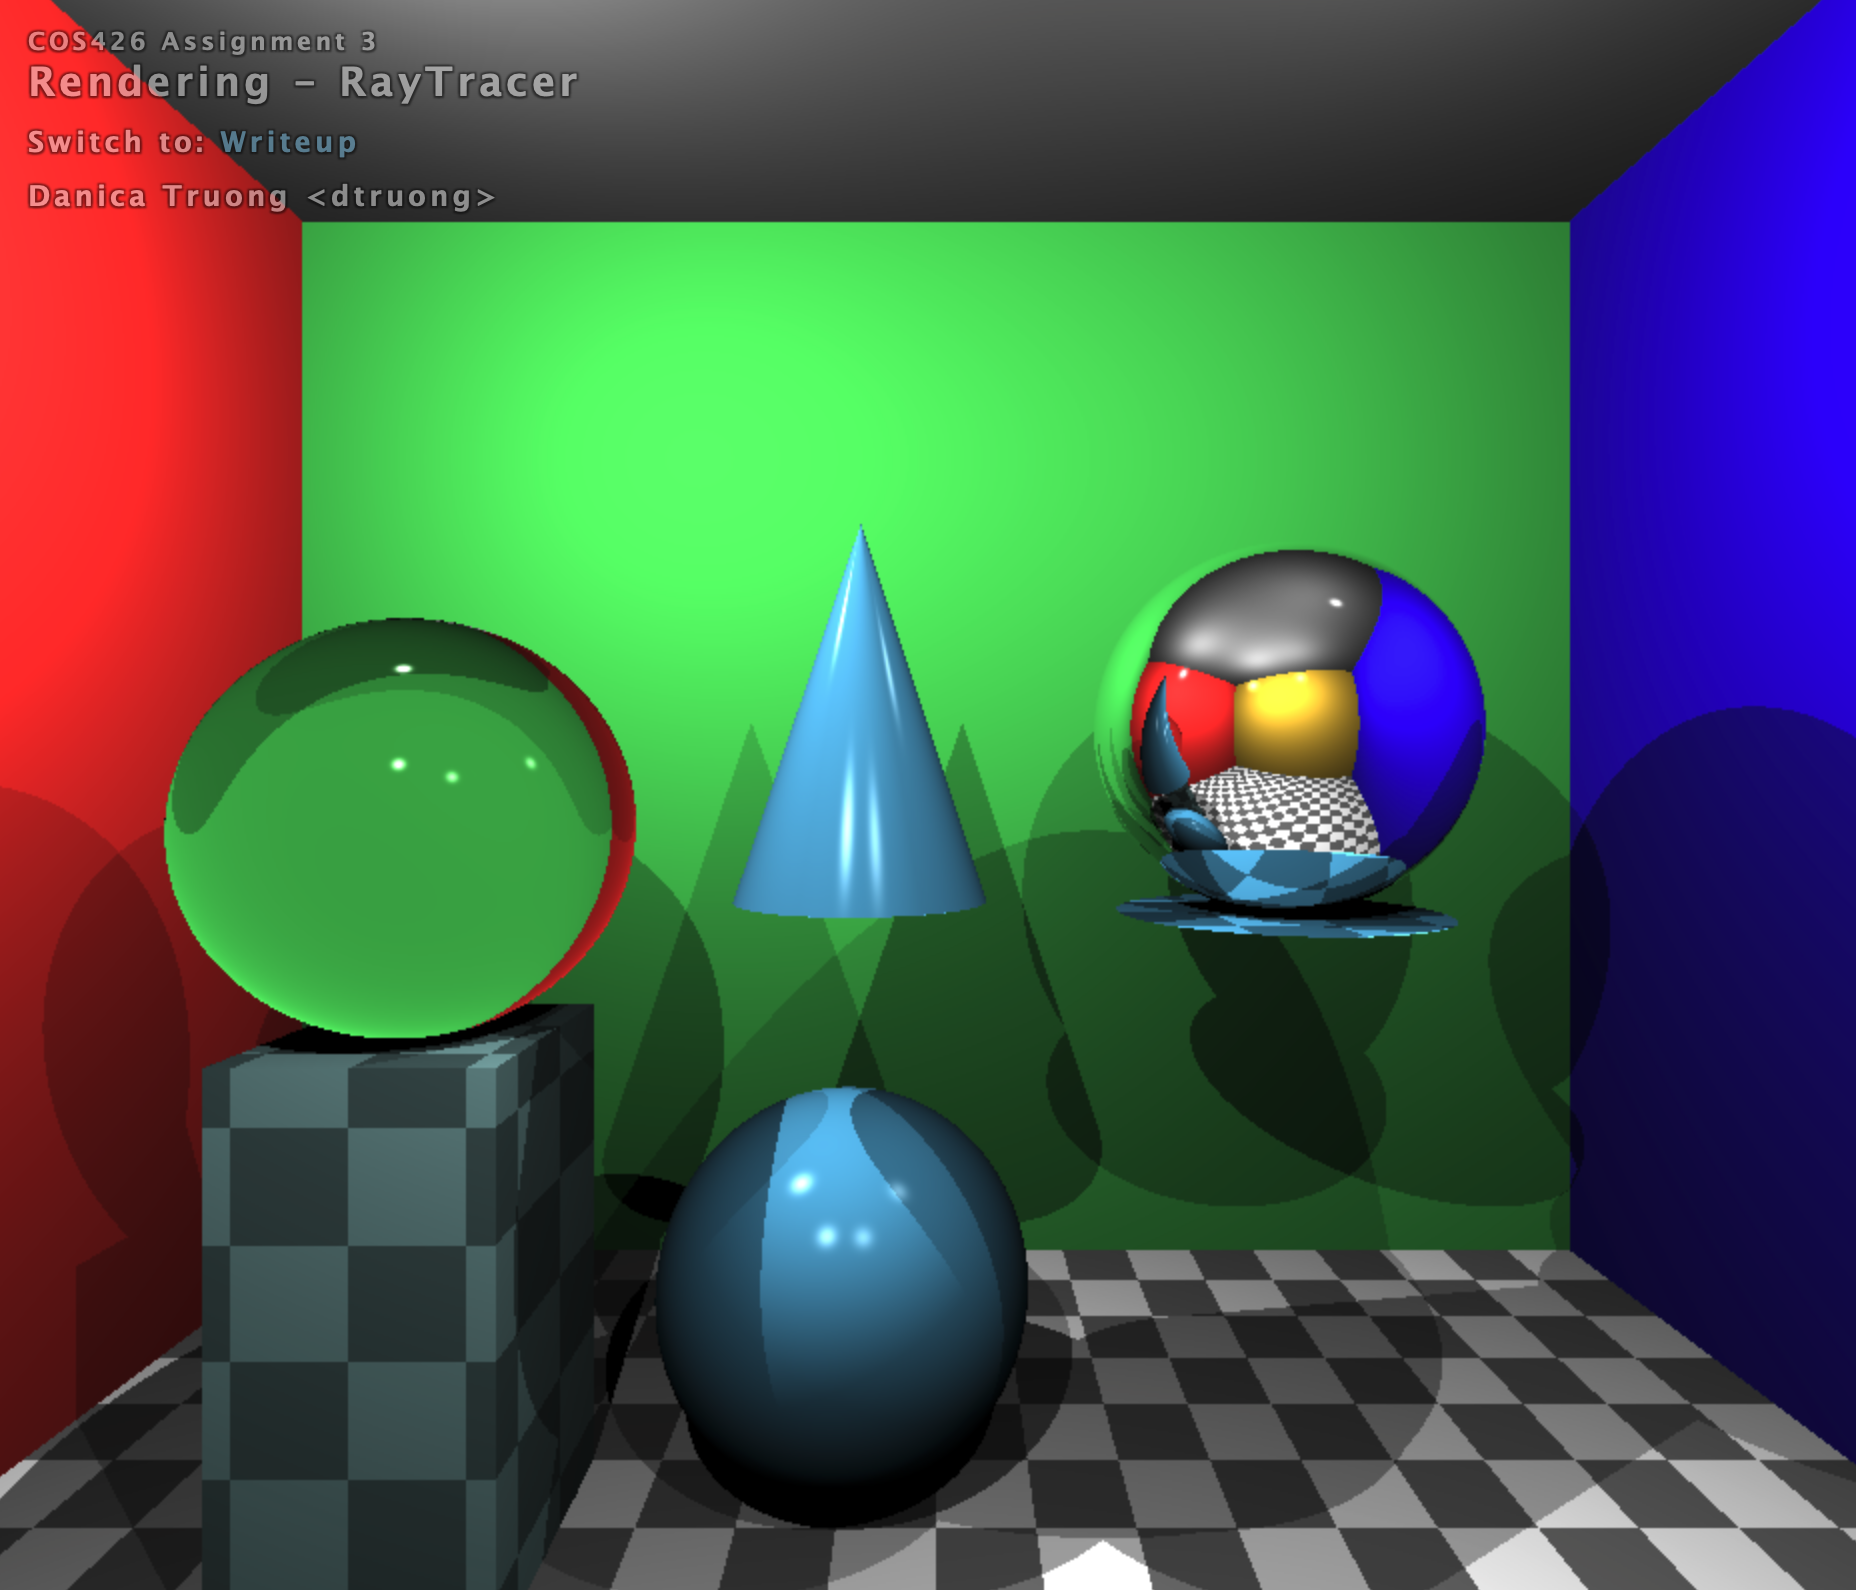 COS426 Assignment 3
Rendering - RayTracer
Switch to: Writeup
Danica Truong <dtruong>